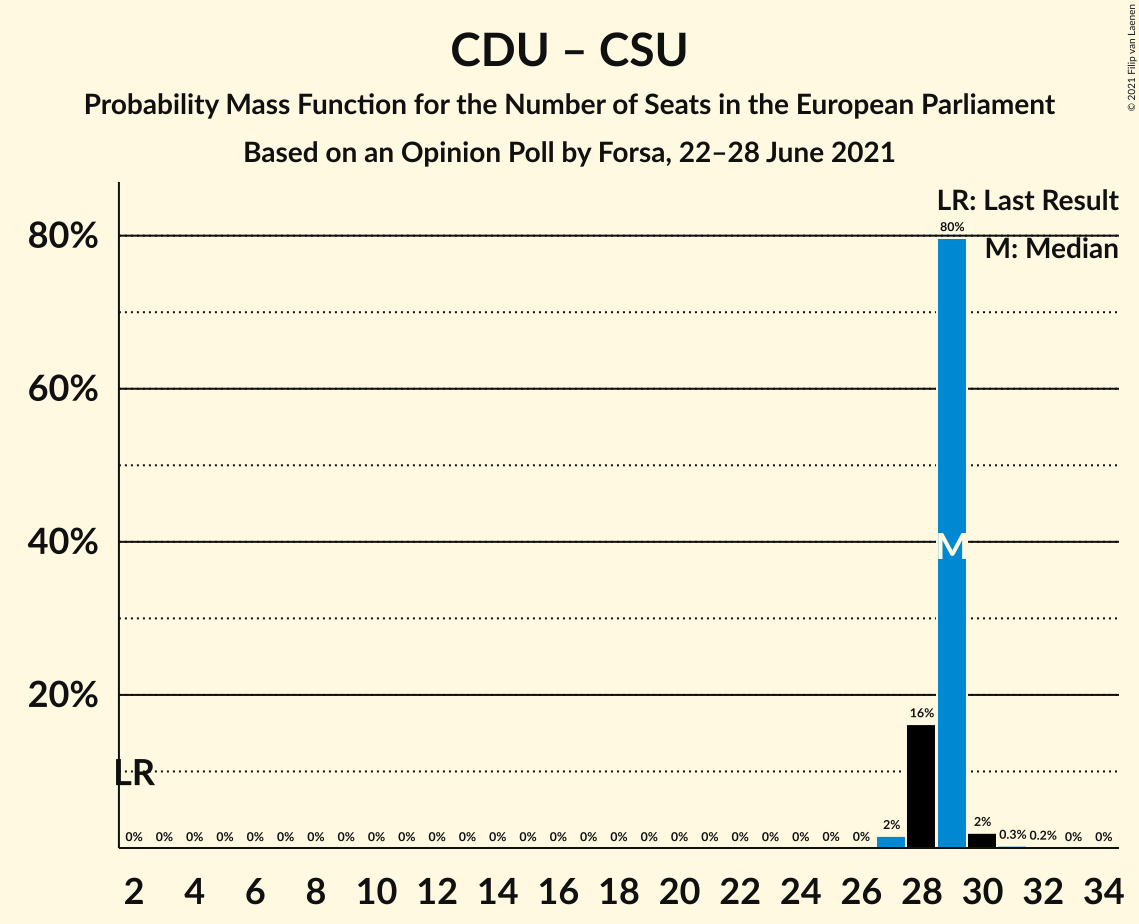 CDU – CSU
Probability Mass Function for the Number of Seats in the European Parliament
Based on an Opinion Poll by Forsa, 22–28 June 2021
© 2021 Filip van Laenen
LR: Last Result
M: Median
80%
60%
40%
20%
80%
M
16%
LR
0% 0% 0% 0% 0% 0% 0% 0% 0% 0% 0% 0% 0% 0% 0% 0% 0% 0% 0% 0% 0% 0% 0% 0% 0% 2% 2% 0.3% 0.2% 0% 0%
2 4 6 8 10 12 14 16 18 20 22 24 26 28 30 32 34